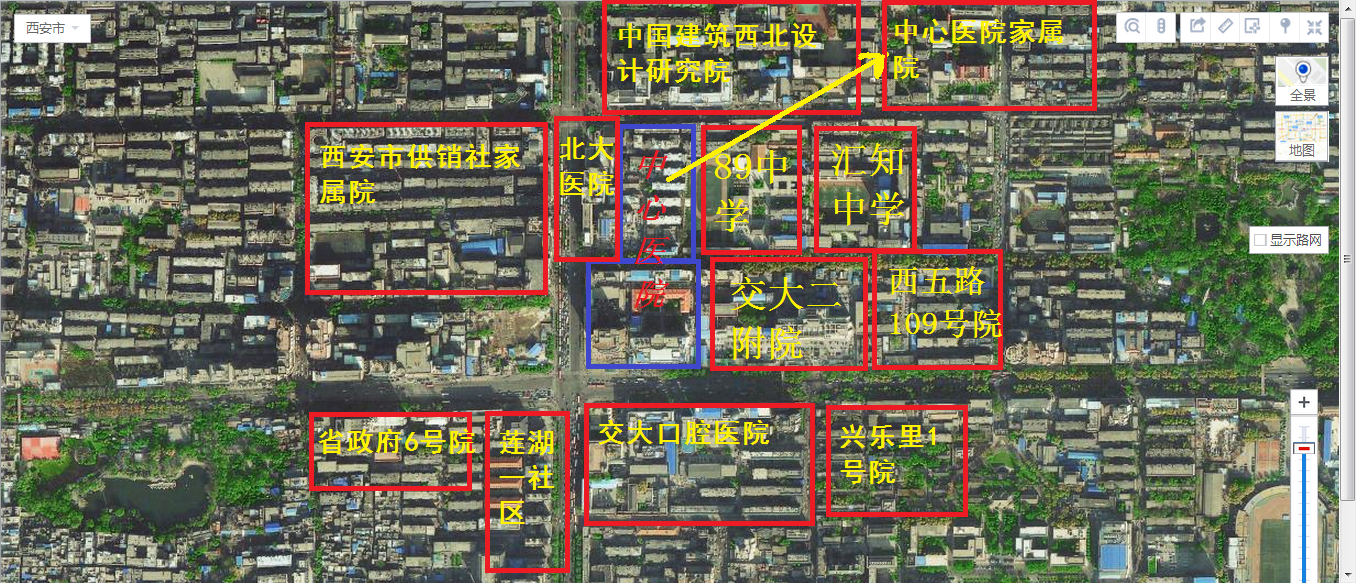 西安市
中国建筑西北设
计研究院
中心医院家属
院
全景
地图
显示路网
西安市供销社家
属院
北大
医院
中
心
医
院
89中
学
汇知
中学
交大二
附院
西五路
109号院
省政府6号院
莲湖
一社
区
交大口腔医院
兴乐里1
号院